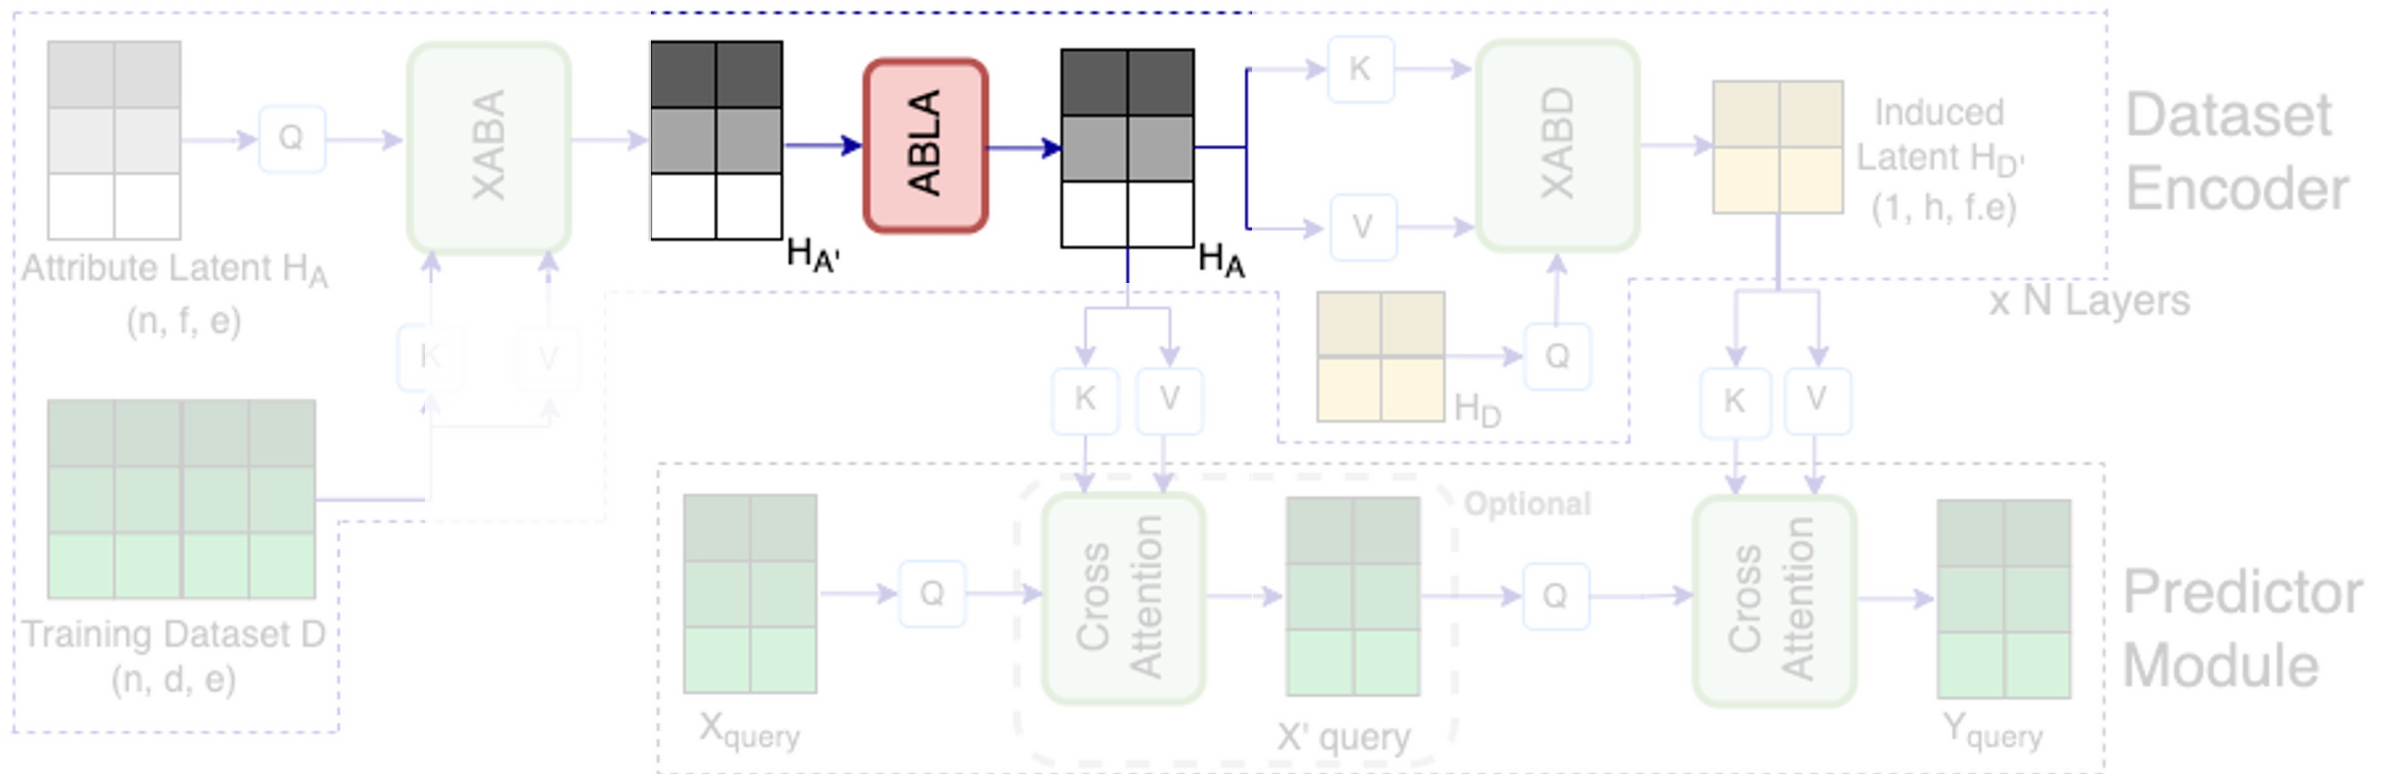 Q
XABA
Attribute Latent HA
(n, f, e)
K
V
Training Dataset D
(n, d, e)
HA'
ABLA
HA
K
V
XABD
Induced
Latent HD'
(1, h, f.e)
Dataset
Encoder
x N Layers
HD
Q
K
V
K
V
Xquery
Q
Cross
Attention
X' query
Optional
Q
Cross
Attention
Yquery
Predictor
Module